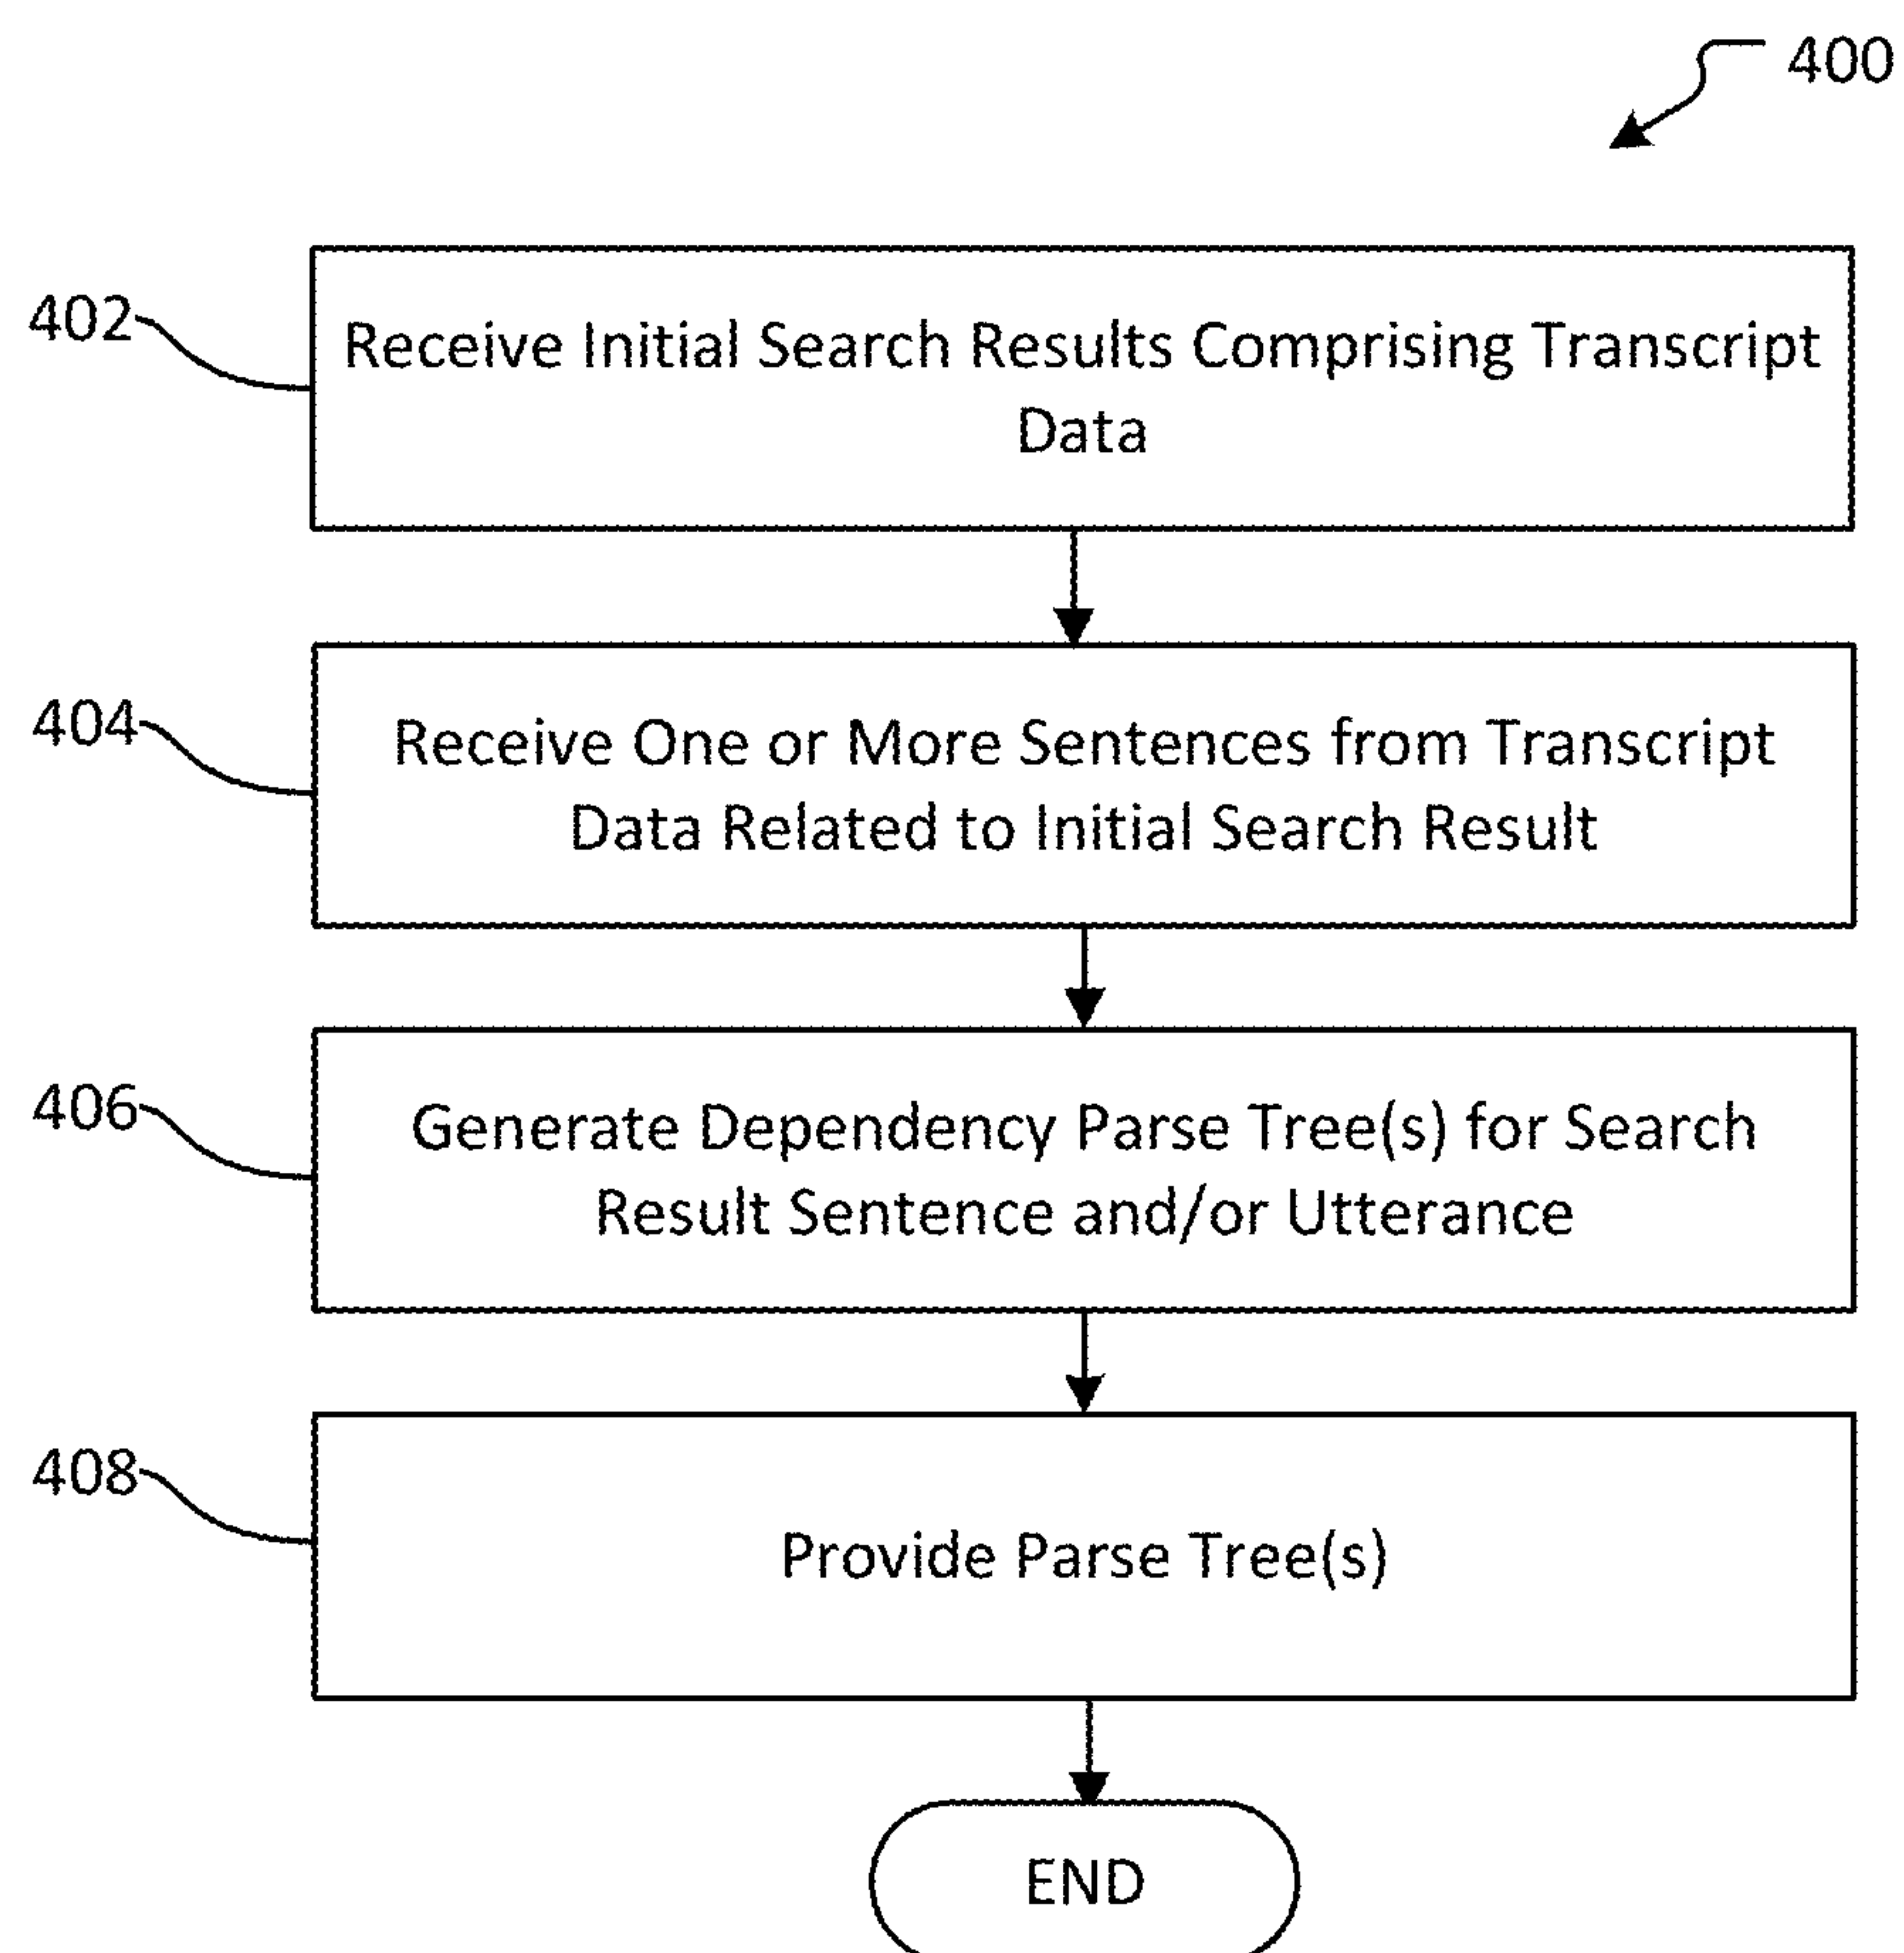 400
402
Receive Initial Search Results Comprising Transcript
Data
404
Receive One or More Sentences from Transcript
Data Related to Initial Search Result
406
Generate Dependency Parse Tree(s) for Search
Result Sentence and/or Utterance
408
Provide Parse Tree(s)
END